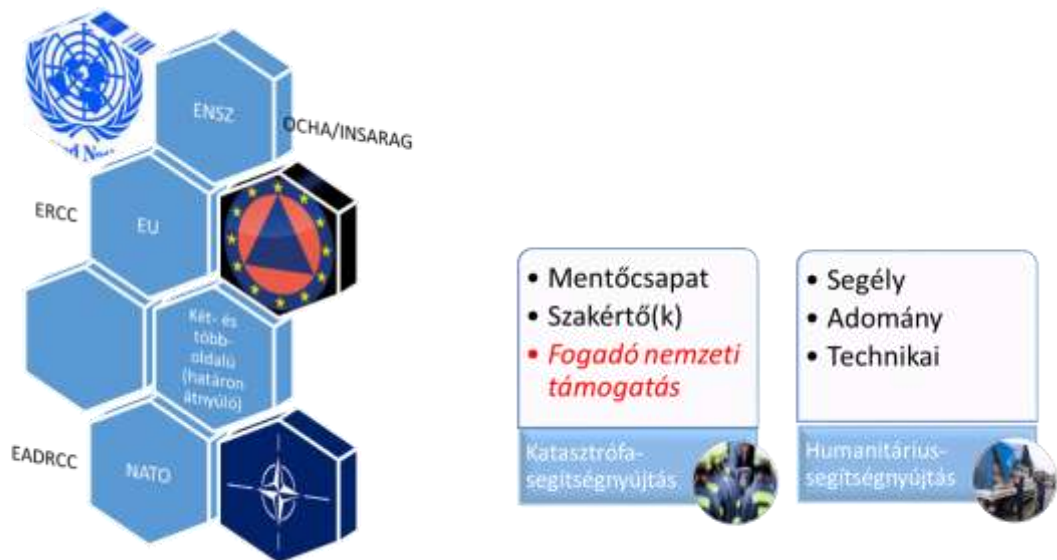 ENSZ
OCHA/INSARAG
ERCC
EU
Két- és
több-
oldalú
(határon
átnyúló)
EADRCC
NATO
• Mentőcsapat
• Szakértő(k)
• Fogadó nemzeti
támogatás
Katasztrófa-
segítségnyújtás
• Segély
• Adomány
• Technikai
Humanitárius-
segítségnyújtás